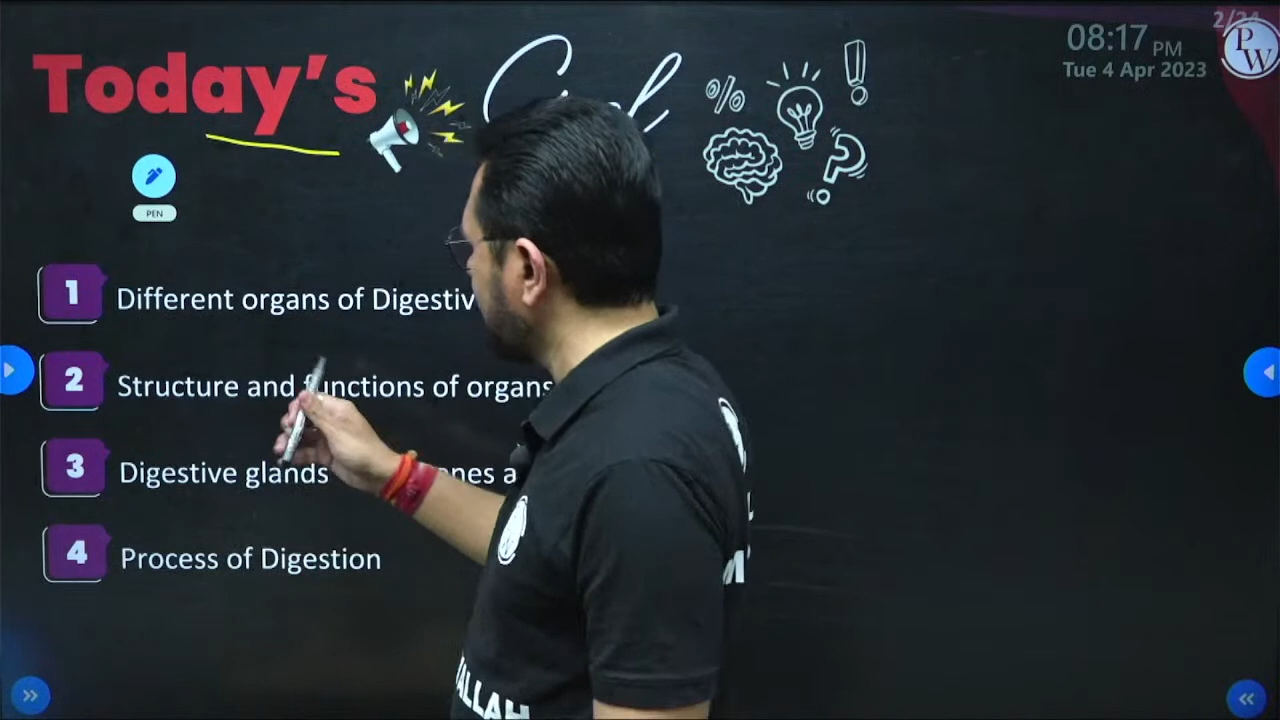 Today's
08:17 PM
Tue 4 Apr 2023
PW
PEN
1 Different organs of
2 Structure and functions of organs
3 Digestive glands
4 Process of Digestion